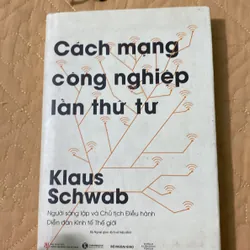 Cách mạng
công nghiệp
lần thứ tư
Klaus
Schwab
Người sáng lập và Chủ tịch Điều hành
Diễn đàn Kinh tế Thế giới